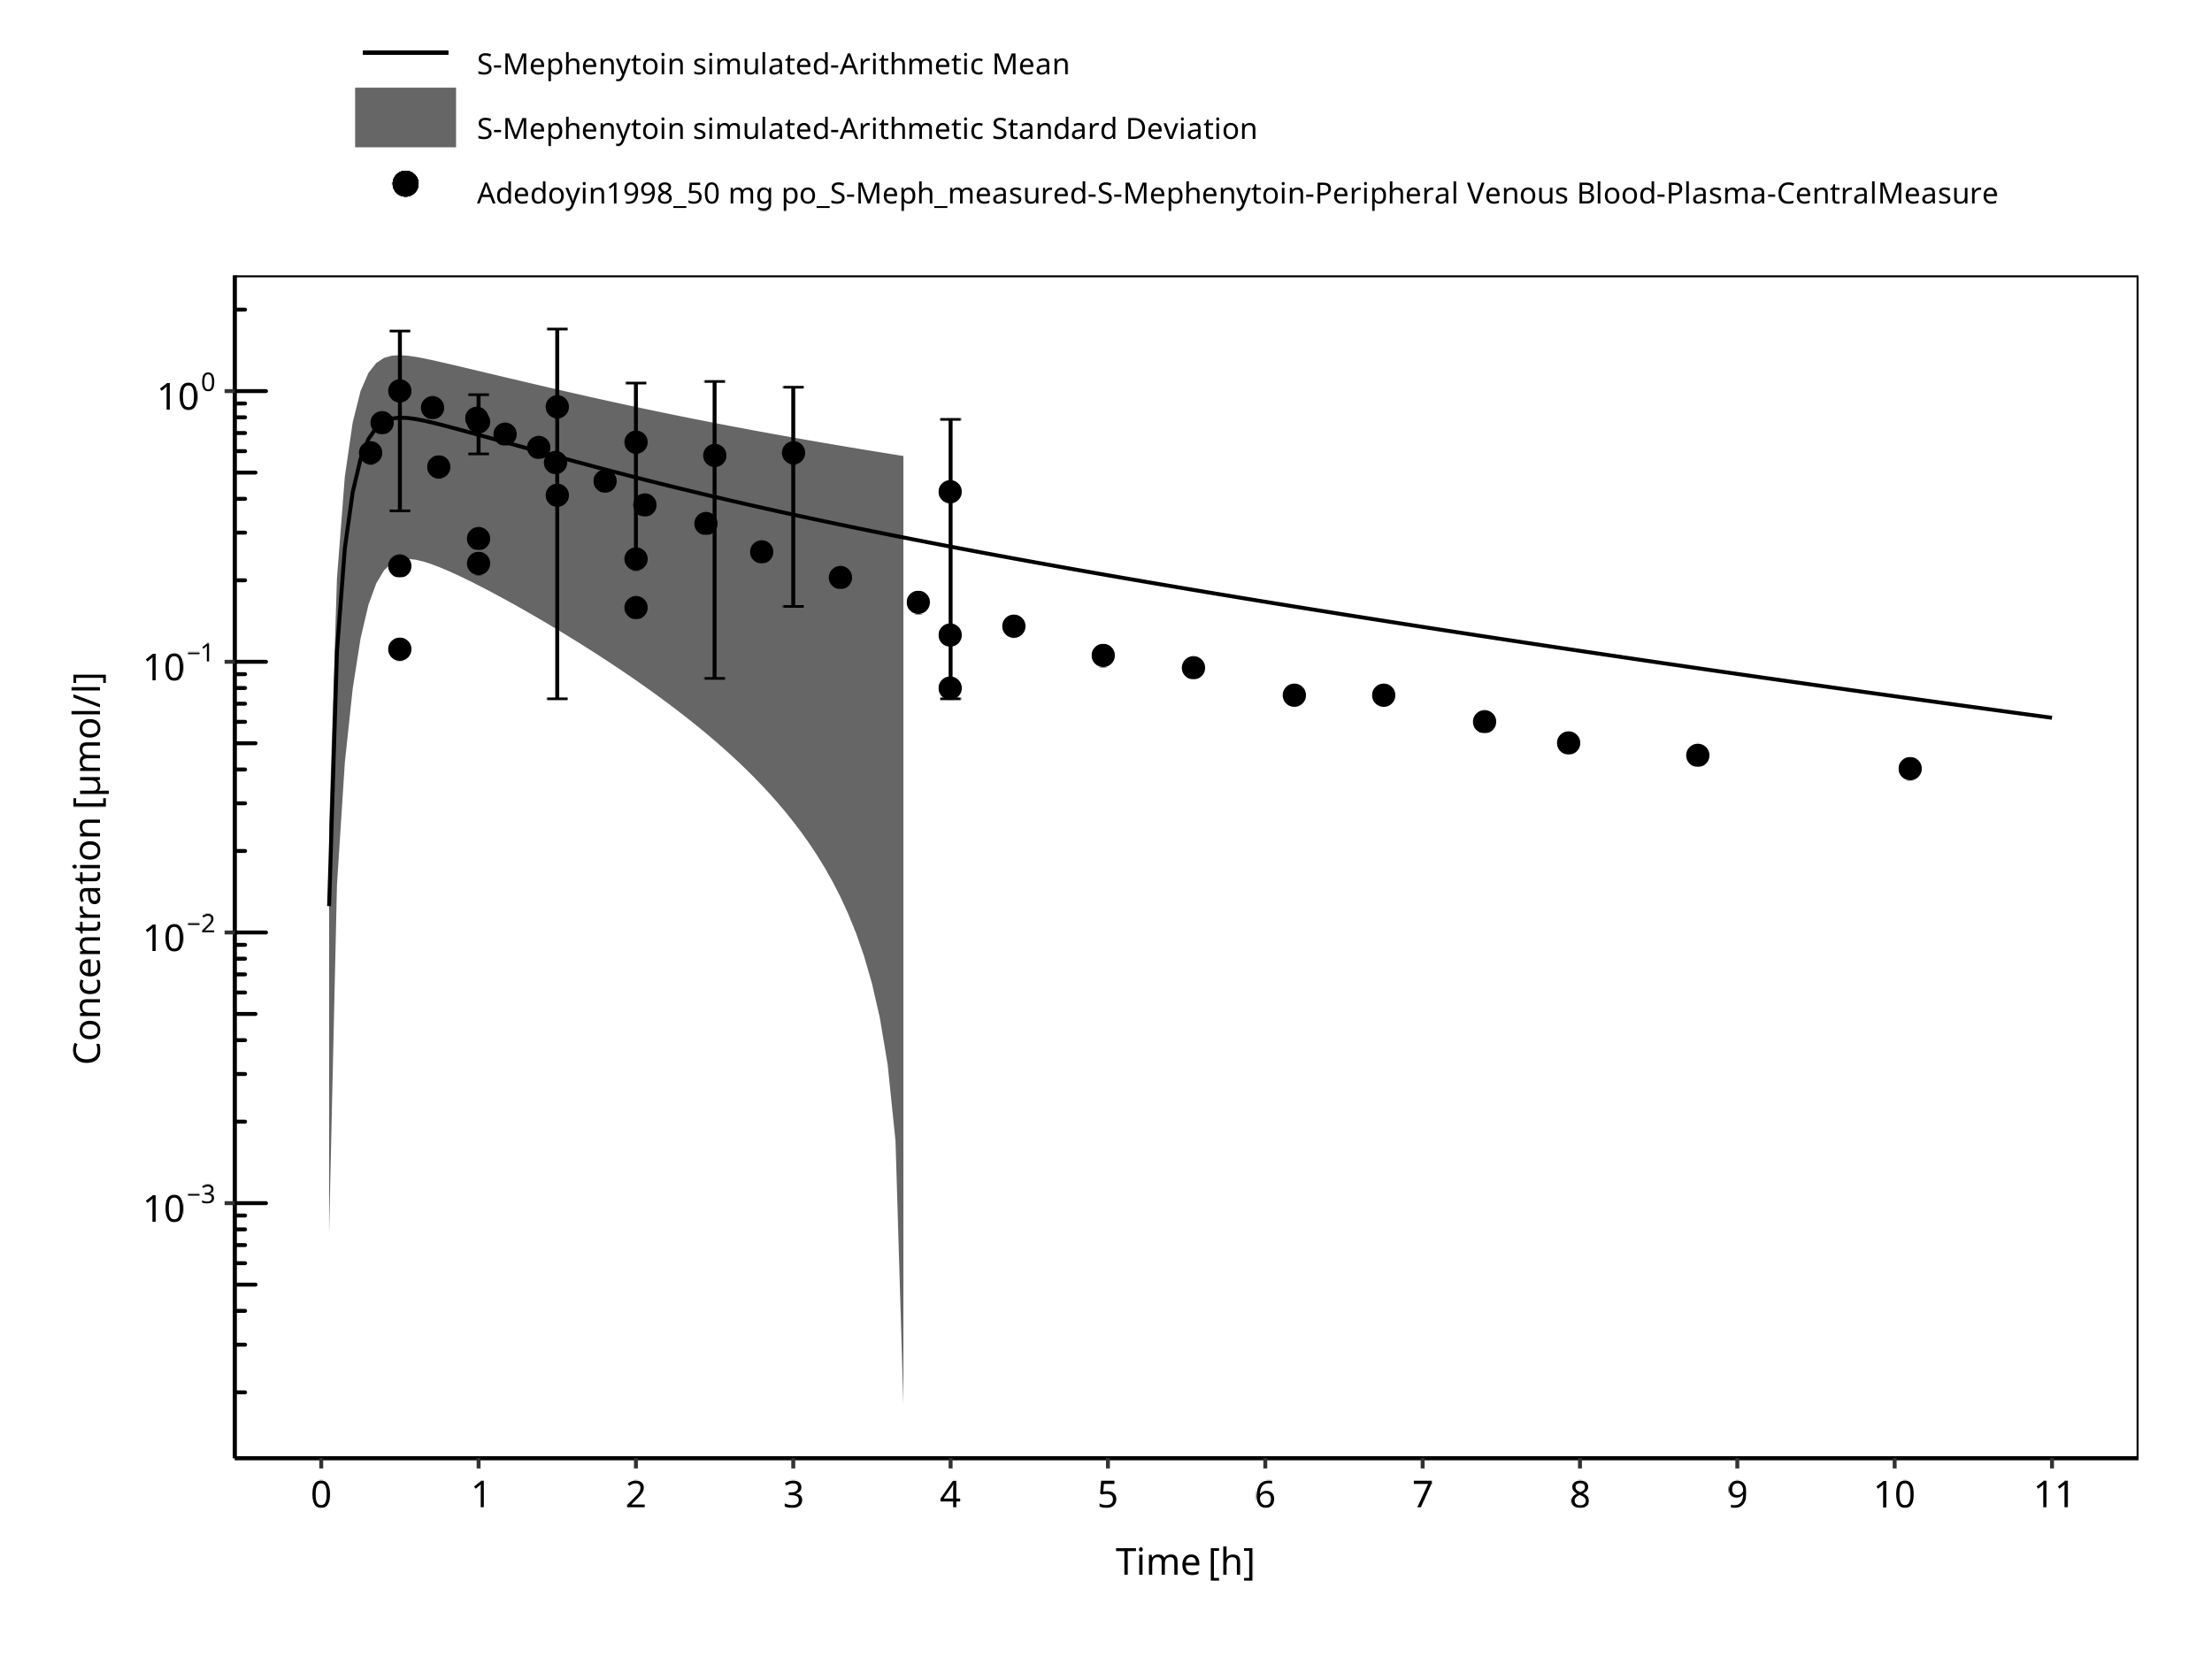 S-Mephenytoin simulated-Arithmetic Mean
S-Mephenytoin simulated-Arithmetic Standard Deviation
Adedoyin1998_50 mg po_S-Meph_measured-S-Mephenytoin-Peripheral Venous Blood-Plasma-CentralMeasure
10⁰
10⁻¹
10⁻²
10⁻³
Concentration [µmol/l]
0 1 2 3 4 5 6 7 8 9 10 11
Time [h]